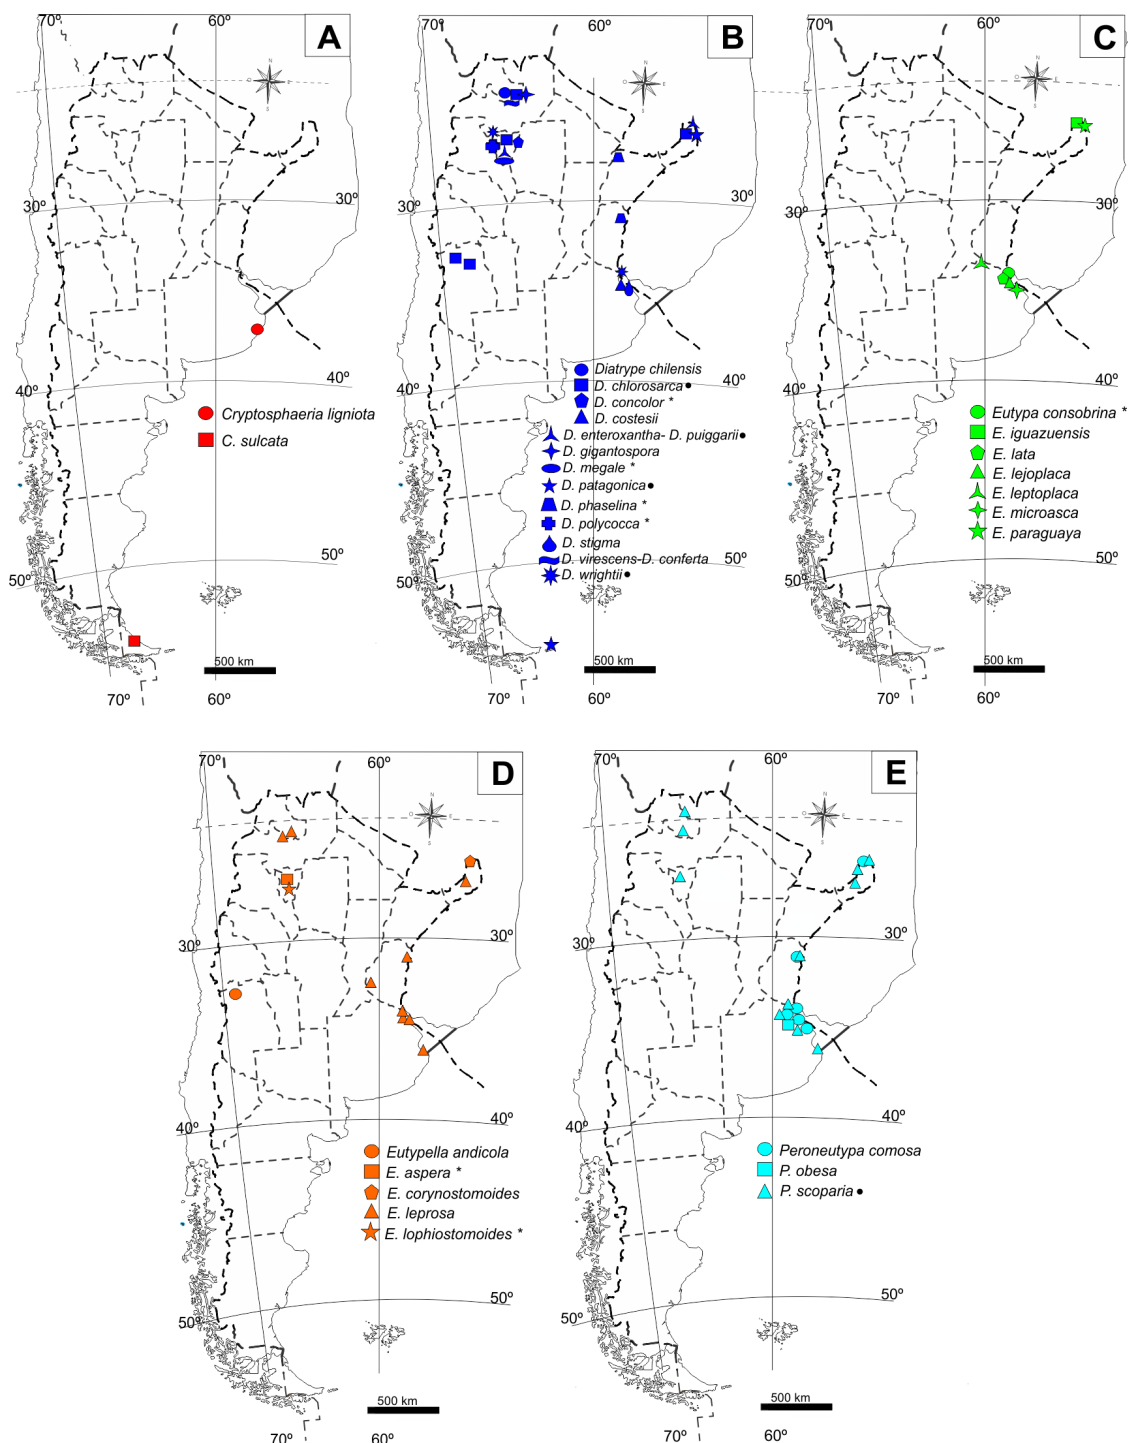 70º
60º
A
30º
30º
40º
40º
Cryptosphaeria ligniota
C. sulcata
50º
50º
500 km
70º
60º
70º
60º
B
30º
30º
Diatrype chilensis
D. chlorosarca●
D. concolor *
D. costesii
D. enteroxantha- D. puiggarii●
D. gigantospora
D. megale *
D. patagonica●
D. phaselina *
D. polycocca *
D. stigma
D. virescens-D. conferta
D. wrightii●
40º
40º
50º
50º
500 km
70º
60º
70º
60º
C
30º
30º
40º
40º
Eutypa consobrina *
E. iguazuensis
E. lata
E. lejoplaca
E. leptoplaca
E. microasca
E. paraguaya
50º
50º
500 km
70º
60º
70º
60º
D
30º
30º
40º
40º
Eutypella andicola
E. aspera *
E. corynostomoides
E. leprosa
E. lophiostomoides *
50º
50º
500 km
70º
60º
70º
60º
E
30º
30º
40º
40º
Peroneutypa comosa
P. obesa
P. scoparia●
50º
50º
500 km
70º
60º